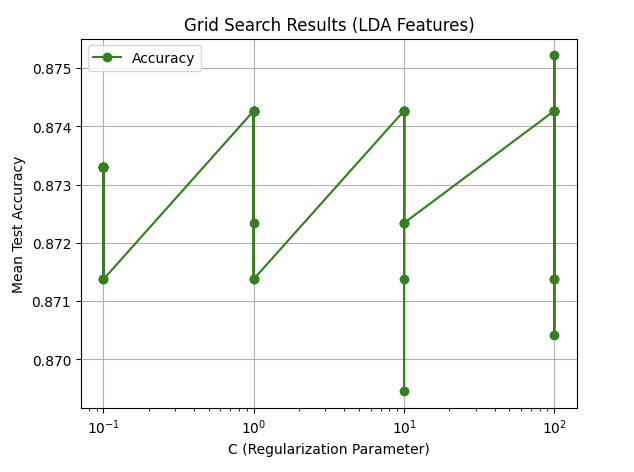 Grid Search Results (LDA Features)
Accuracy
0.875
0.874
0.873
0.872
0.871
0.870
Mean Test Accuracy
10⁻¹ 10⁰ 10¹ 10²
C (Regularization Parameter)